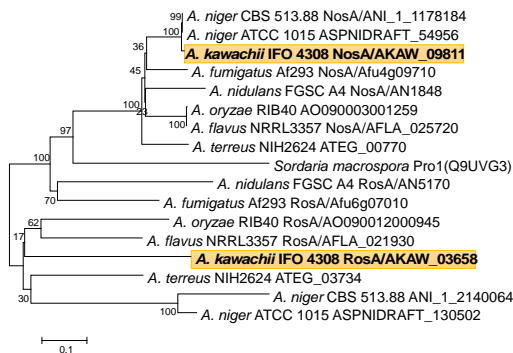 99
A. niger CBS 513.88 NosA/ANI_1_1178184
100
A. niger ATCC 1015 ASPNIDRAFT_54956
36
A. kawachii IFO 4308 NosA/AKAW_09811
A. fumigatus Af293 NosA/Afu4g09710
45
A. nidulans FGSC A4 NosA/AN1848
100
23
A. oryzae RIB40 AO090003001259
100
A. flavus NRRL3357 NosA/AFLA_025720
97
A. terreus NIH2624 ATEG_00770
100
Sordaria macrospora Pro1(Q9UVG3)
A. nidulans FGSC A4 RosA/AN5170
70
A. fumigatus Af293 RosA/Afu6g07010
62
A. oryzae RIB40 RosA/AO090012000945
17
A. flavus NRRL3357 RosA/AFLA_021930
A. kawachii IFO 4308 RosA/AKAW_03658
A. terreus NIH2624 ATEG_03734
30
A. niger CBS 513.88 ANI_1_2140064
100
A. niger ATCC 1015 ASPNIDRAFT_130502
0.1